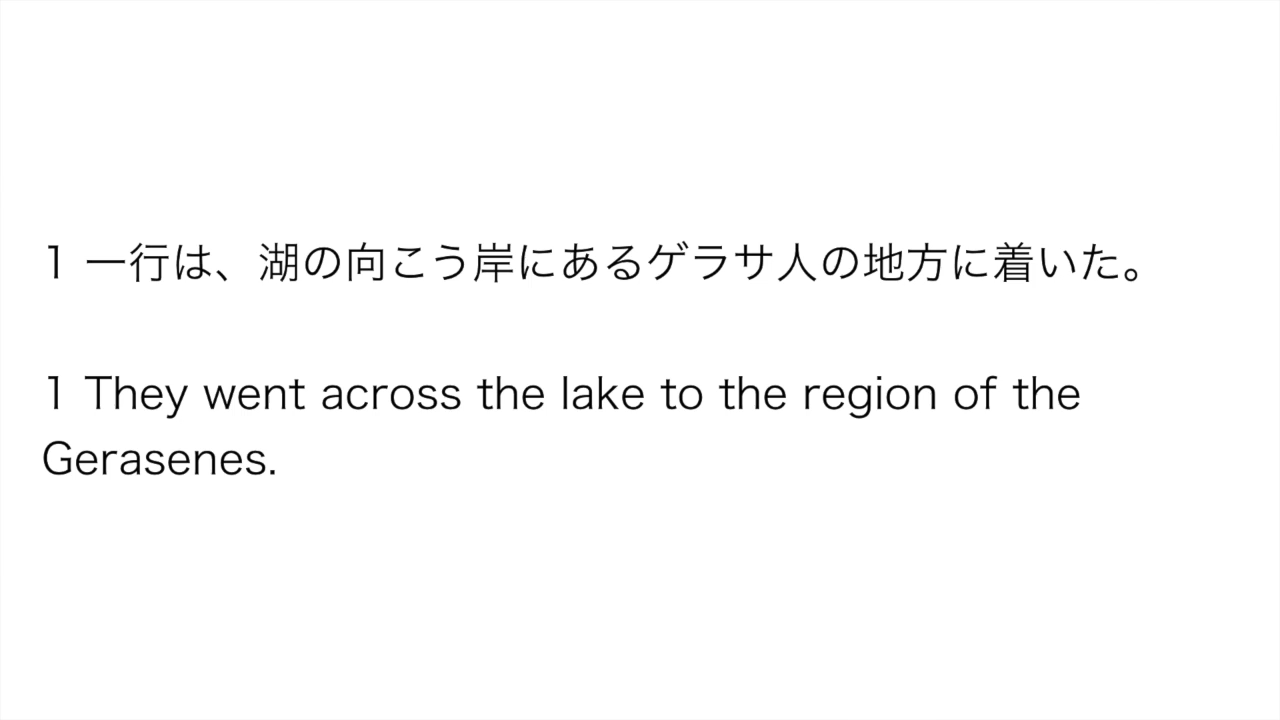 1 一行は、湖の向こう岸にあるゲラサ人の地方に着いた。
1 They went across the lake to the region of the
Gerasenes.